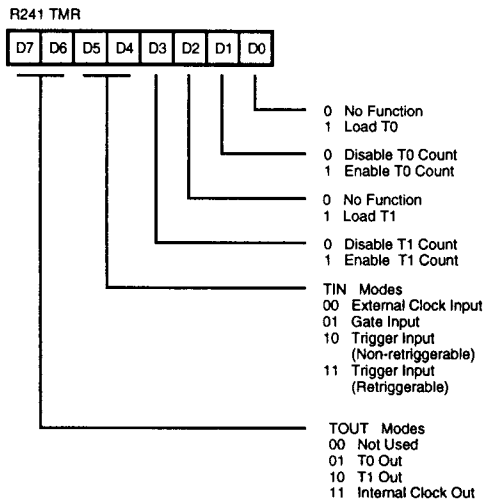 R241 TMR
D7 D6 D5 D4 D3 D2 D1 D0
0 No Function
1 Load T0
0 Disable T0 Count
1 Enable T0 Count
0 No Function
1 Load T1
0 Disable T1 Count
1 Enable T1 Count
TIN Modes
00 External Clock Input
01 Gate Input
10 Trigger Input
(Non-retriggerable)
11 Trigger Input
(Retriggerable)
TOUT Modes
00 Not Used
01 T0 Out
10 T1 Out
11 Internal Clock Out